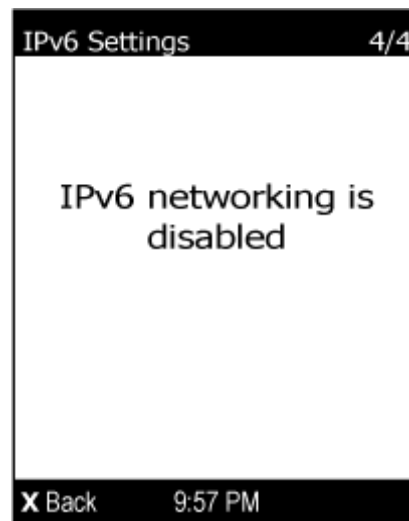 IPv6 Settings 4/4
IPv6 networking is
disabled
X Back 9:57 PM